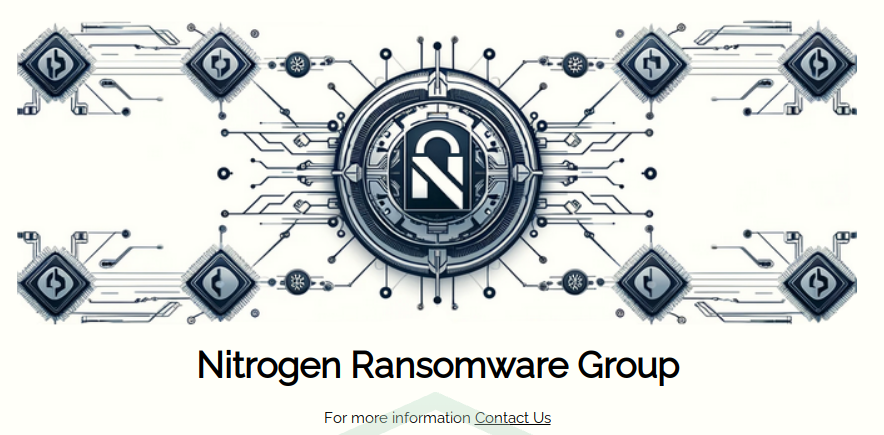 N
Nitrogen Ransomware Group
For more information Contact Us